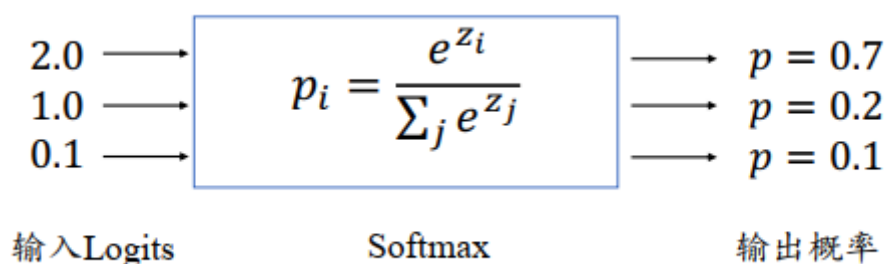 2.0
1.0
0.1
p_i = e^{z_i} / ∑_j e^{z_j}
p = 0.7
p = 0.2
p = 0.1
输入Logits
Softmax
输出概率